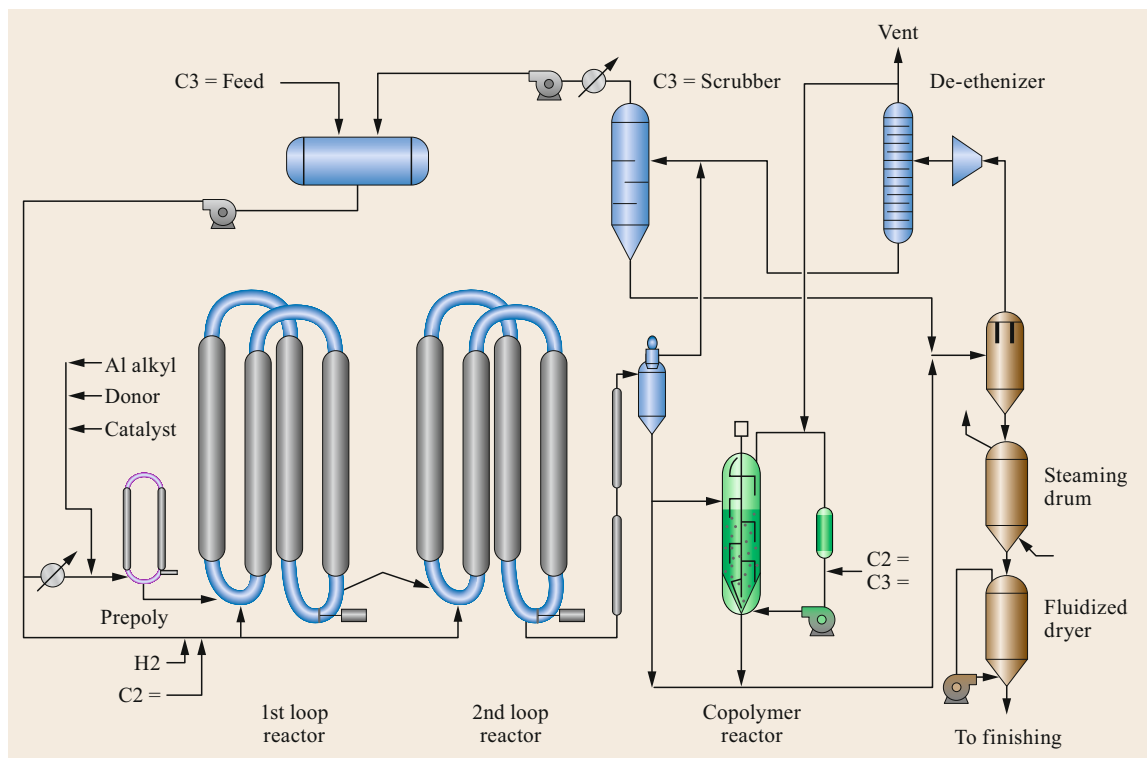 Vent
C3 = Feed
C3 = Scrubber
De-ethenizer
Al alkyl
Donor
Catalyst
Steaming
drum
C2 =
C3 =
Prepoly
Fluidized
dryer
H2
C2 =
1st loop
reactor
2nd loop
reactor
Copolymer
reactor
To finishing